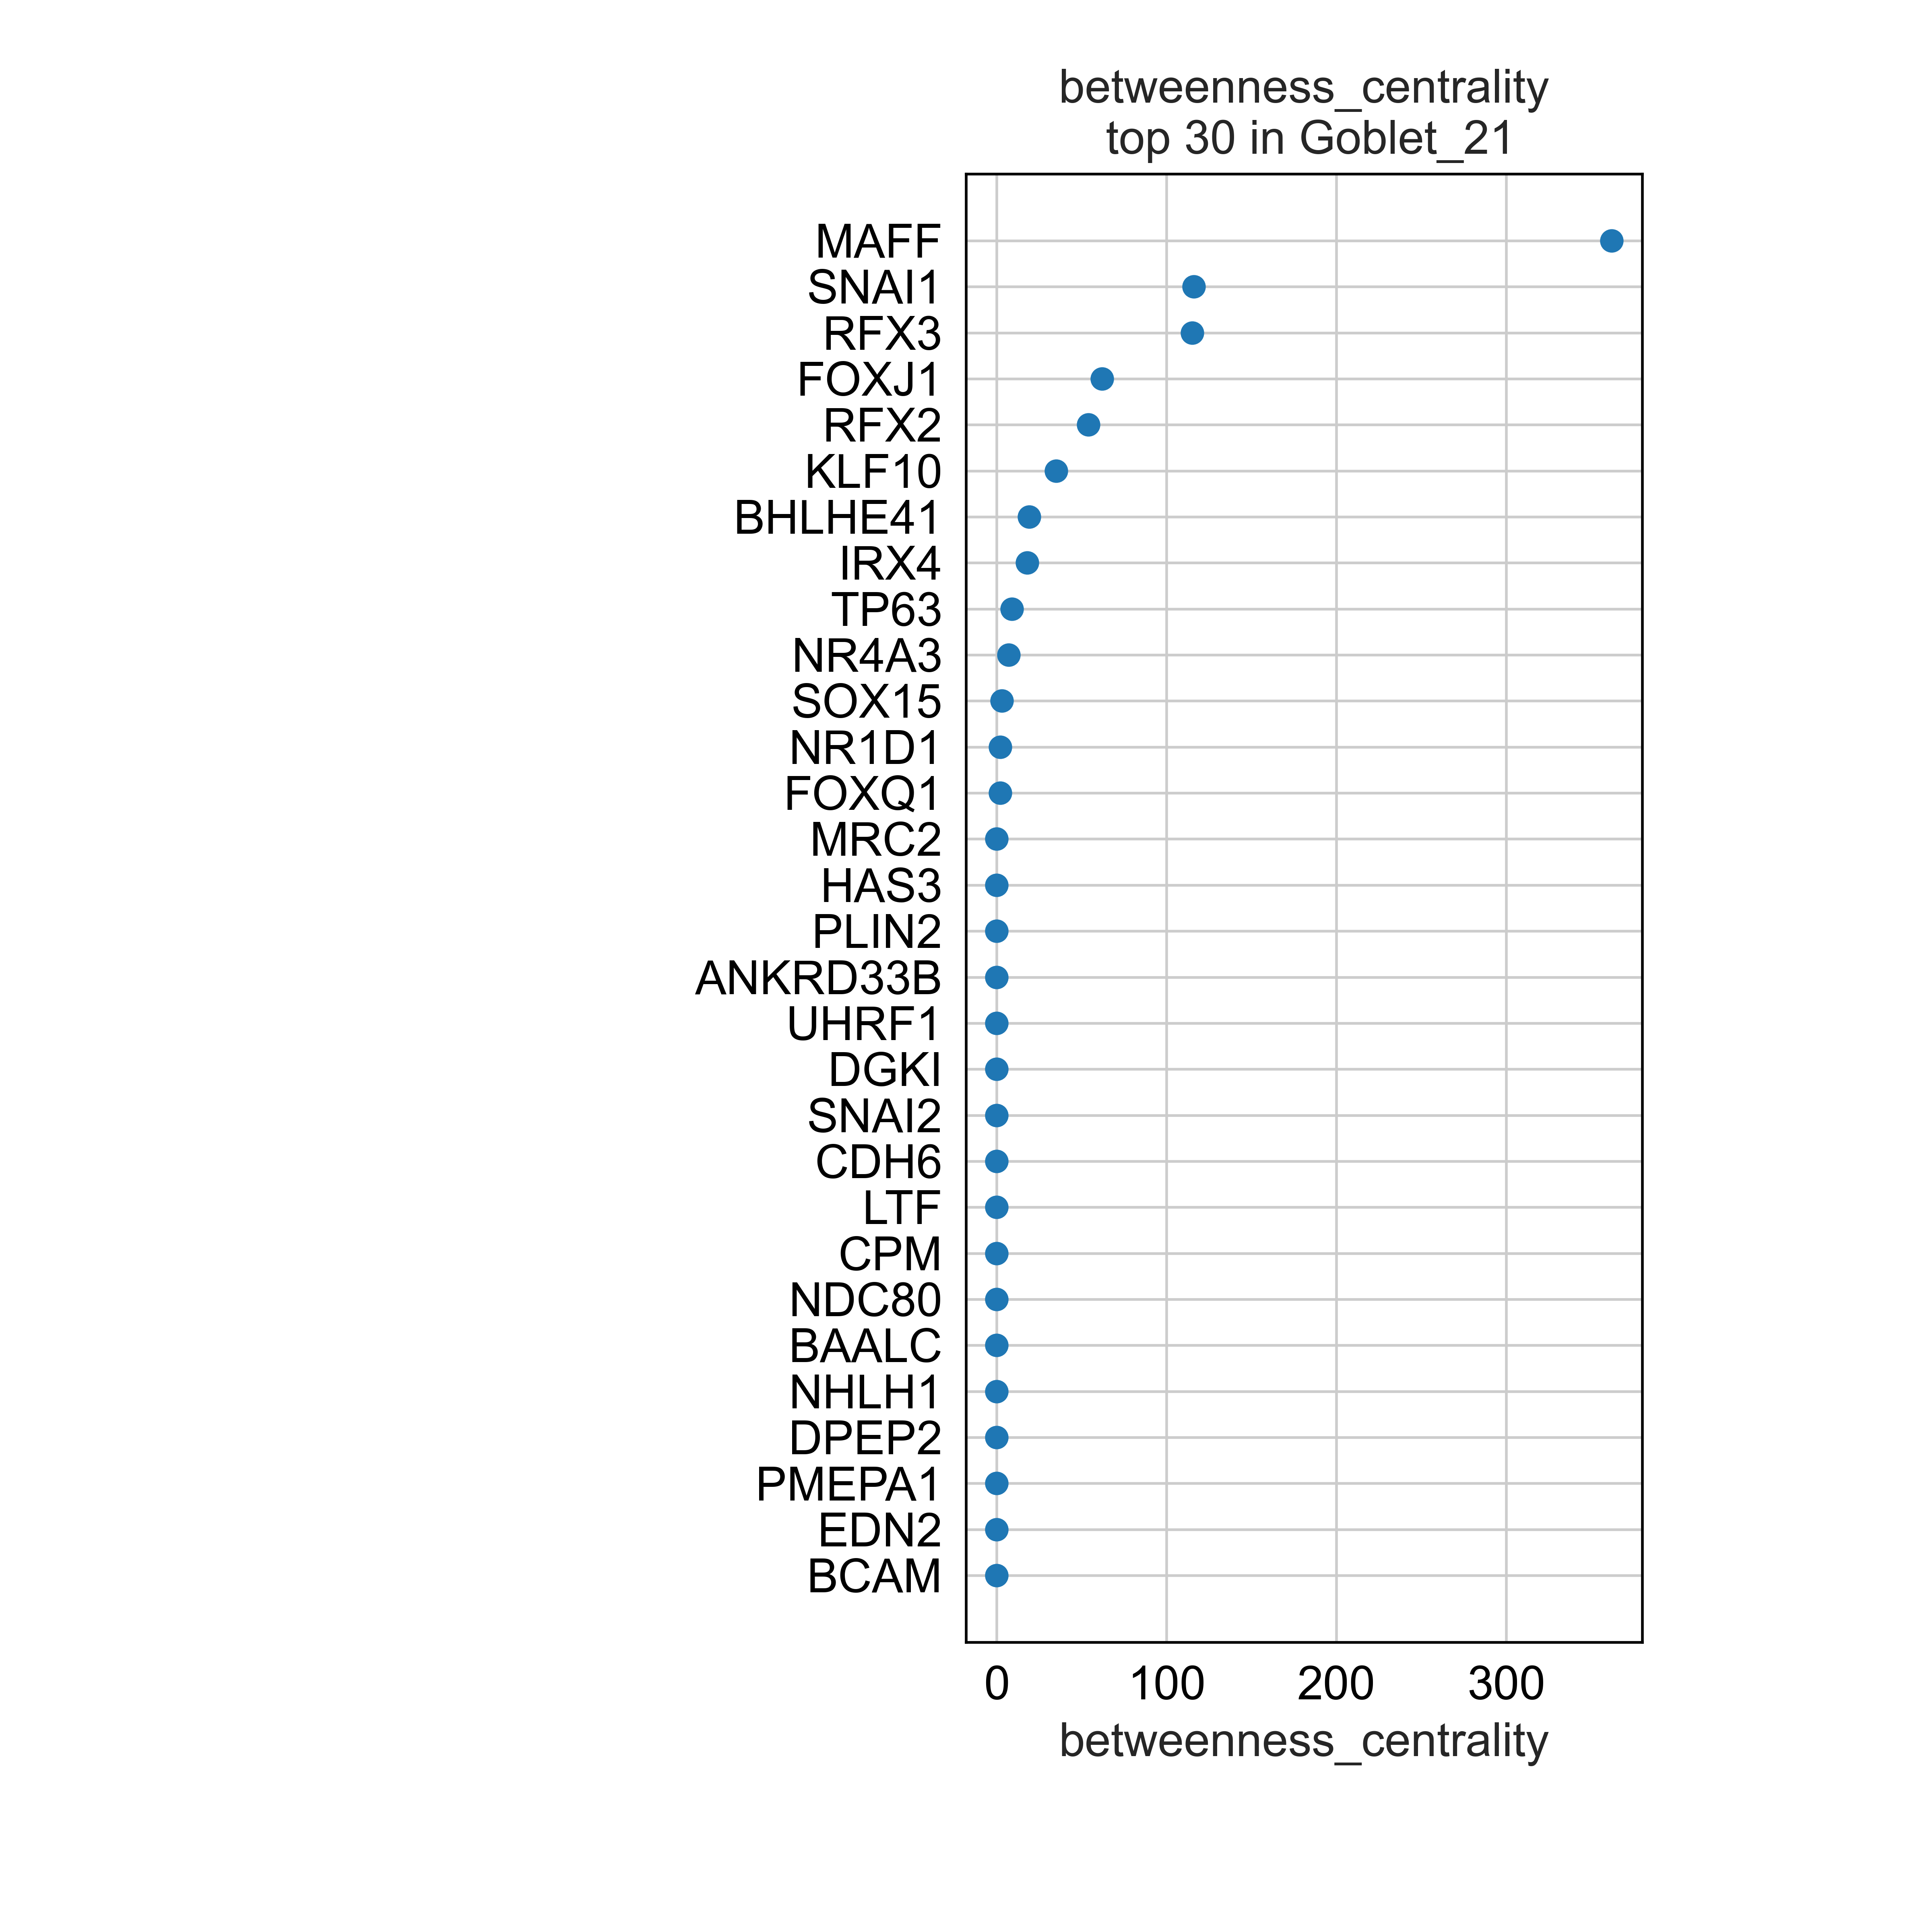 betweenness_centrality
top 30 in Goblet_21
MAFF
SNAI1
RFX3
FOXJ1
RFX2
KLF10
BHLHE41
IRX4
TP63
NR4A3
SOX15
NR1D1
FOXQ1
MRC2
HAS3
PLIN2
ANKRD33B
UHRF1
DGKI
SNAI2
CDH6
LTF
CPM
NDC80
BAALC
NHLH1
DPEP2
PMEPA1
EDN2
BCAM
0 100 200 300
betweenness_centrality